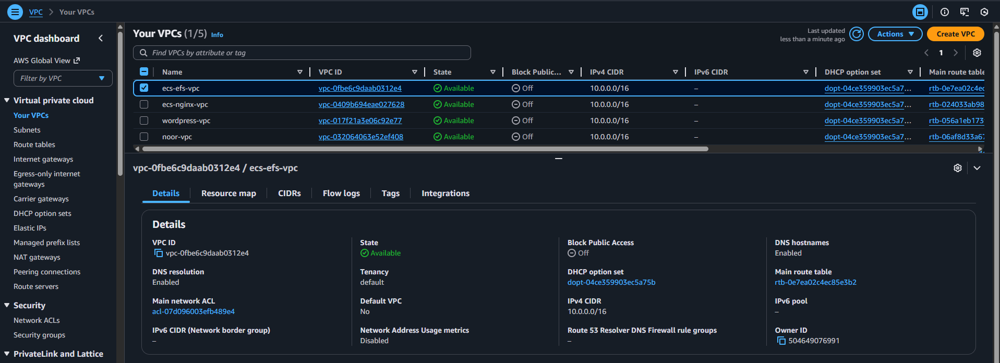 VPC > Your VPCs
VPC dashboard
AWS Global View
Filter by VPC
Virtual private cloud
Your VPCs
Subnets
Route tables
Internet gateways
Egress-only internet
gateways
Carrier gateways
DHCP option sets
Elastic IPs
Managed prefix lists
NAT gateways
Peering connections
Route servers
Security
Network ACLs
Security groups
PrivateLink and Lattice
Your VPCs (1/5) Info
Last updated
less than a minute ago
Actions
Create VPC
Find VPCs by attribute or tag
1
Name VPC ID State Block Public... IPv4 CIDR IPv6 CIDR DHCP option set Main route table
ecs-efs-vpc vpc-0fbe6c9daab0312e4 Available Off 10.0.0.0/16 – dopt-04ce359903ec5a7... rtb-0e7ea02c4ec
ecs-nginx-vpc vpc-0409b694eae027628 Available Off 10.0.0.0/16 – dopt-04ce359903ec5a7... rtb-024033ab98
wordpress-vpc vpc-017f21a3e06c92e77 Available Off 10.0.0.0/16 – dopt-04ce359903ec5a7... rtb-056a1eb173
noor-vpc vpc-032064063e52ef408 Available Off 10.0.0.0/16 – dopt-04ce359903ec5a7... rtb-06af8d33a67
vpc-0fbe6c9daab0312e4 / ecs-efs-vpc
Details Resource map CIDRs Flow logs Tags Integrations
Details
VPC ID
vpc-0fbe6c9daab0312e4
State
Available
Block Public Access
Off
DNS hostnames
Enabled
DNS resolution
Enabled
Tenancy
default
DHCP option set
dopt-04ce359903ec5a75b
Main route table
rtb-0e7ea02c4ec85e3b2
Main network ACL
acl-07d096003efb489e4
Default VPC
No
IPv4 CIDR
10.0.0.0/16
IPv6 pool
–
IPv6 CIDR (Network border group)
–
Network Address Usage metrics
Disabled
Route 53 Resolver DNS Firewall rule groups
–
Owner ID
504649076991